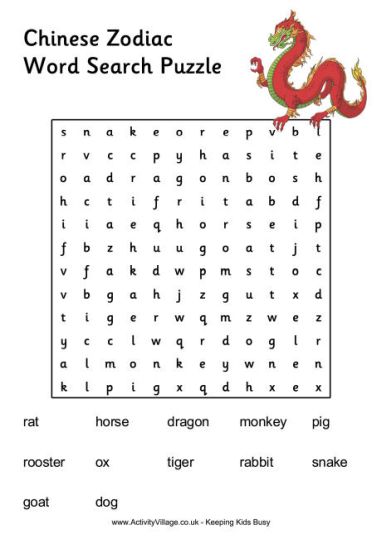 Chinese Zodiac
Word Search Puzzle
s n a k e o r e p v b l
r v c c p y h a s i t e
o a d r a g o n b o s h
h c t i f r i t a b d f
i i a e q h o r s e i p
f b z h u u g o a t j t
v f a k d w p m s t o c
v b g a h j z g u t x d
t i g e r w q m z w e z
y c c l w q r d o g l r
a l m o n k e y w n e n
k l p i g x q d h x e x
rat horse dragon monkey pig
rooster ox tiger rabbit snake
goat dog
www.ActivityVillage.co.uk - Keeping Kids Busy